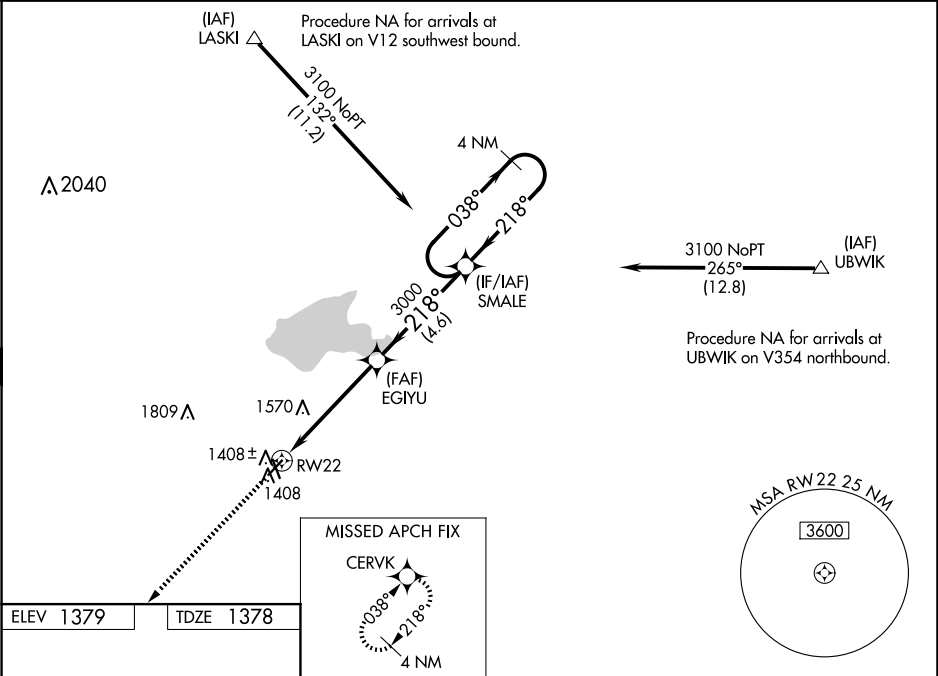 (IAF)
LASKI
Procedure NA for arrivals at
LASKI on V12 southwest bound.
3100 NoPT
132°
(11.2)
4 NM
038°
218°
2040
(IF/IAF)
SMALE
3100 NoPT
265°
(12.8)
(IAF)
UBWIK
3000
218°
(4.6)
Procedure NA for arrivals at
UBWIK on V354 northbound.
(FAF)
EGIYU
1809
1570
1408±
RW22
1408
MSA RW22 25 NM
3600
MISSED APCH FIX
CERVK
038°
218°
4 NM
ELEV 1379
TDZE 1378